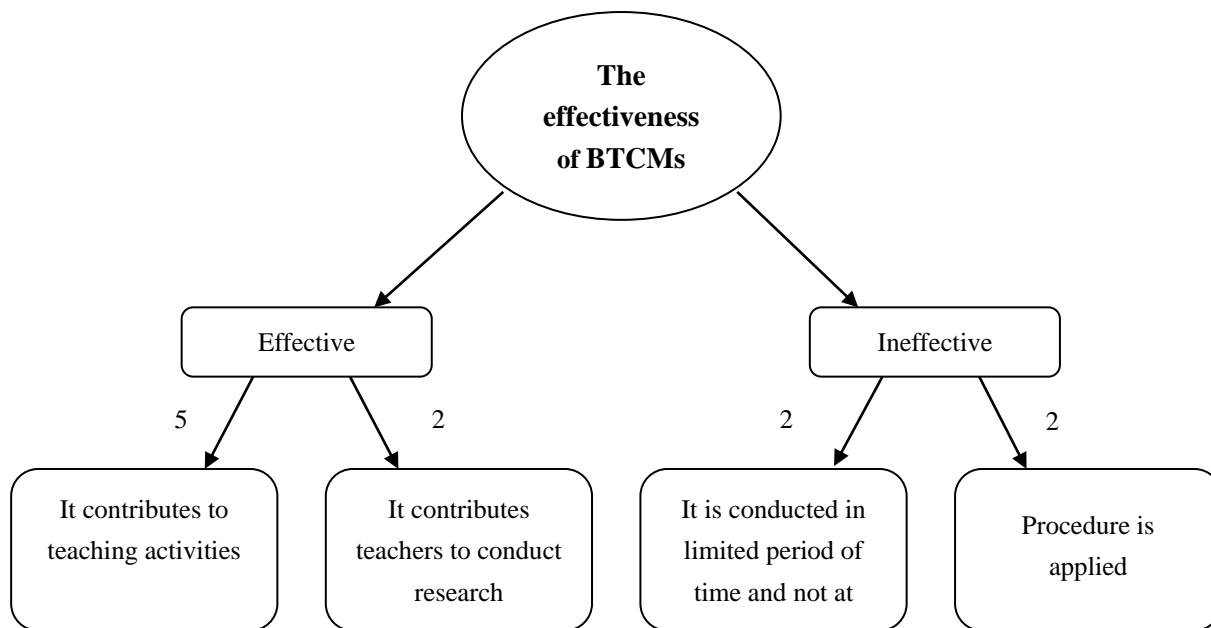 The
effectiveness
of BTCMs
Effective
Ineffective
5
2
2
2
It contributes to
teaching activities
It contributes
teachers to conduct
research
It is conducted in
limited period of
time and not at
Procedure is
applied